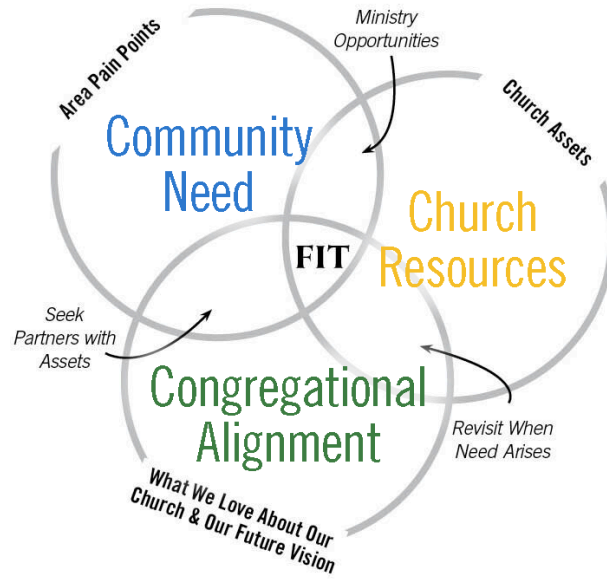 Ministry
Opportunities
Area Pain Points
Church Assets
Community
Need
Church
Resources
FIT
Seek
Partners with
Assets
Congregational
Alignment
Revisit When
Need Arises
What We Love About Our
Church & Our Future Vision